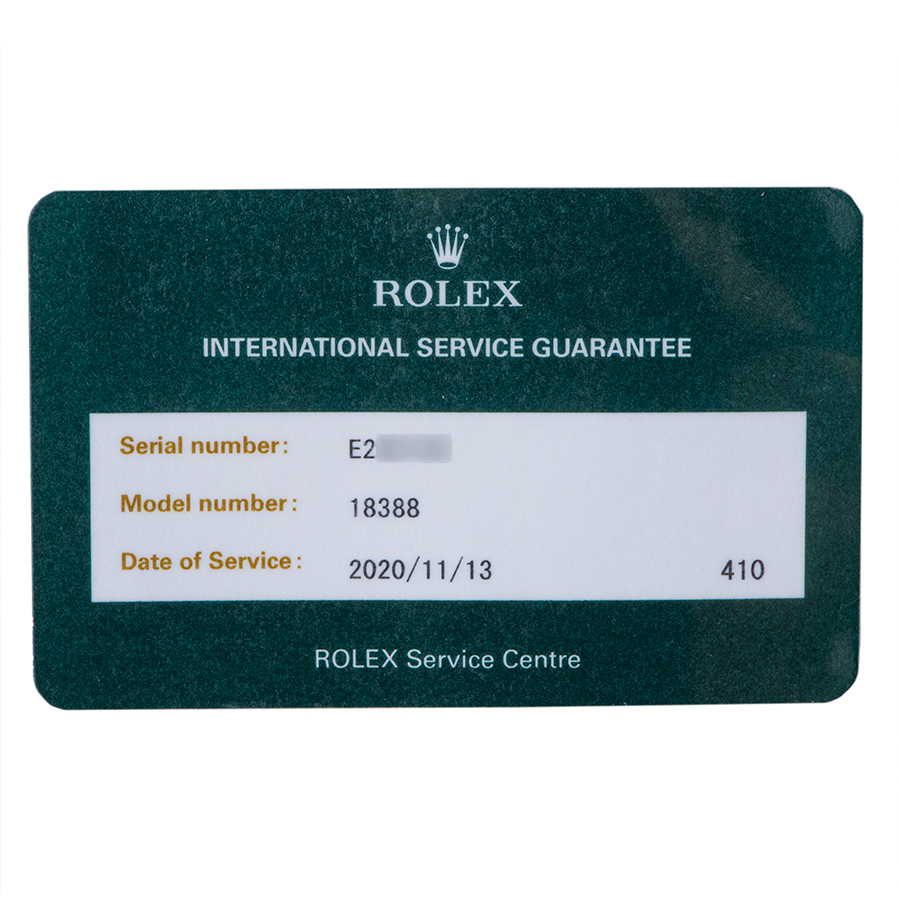 ROLEX
INTERNATIONAL SERVICE GUARANTEE
Serial number: E2
Model number: 18388
Date of Service: 2020/11/13 410
ROLEX Service Centre